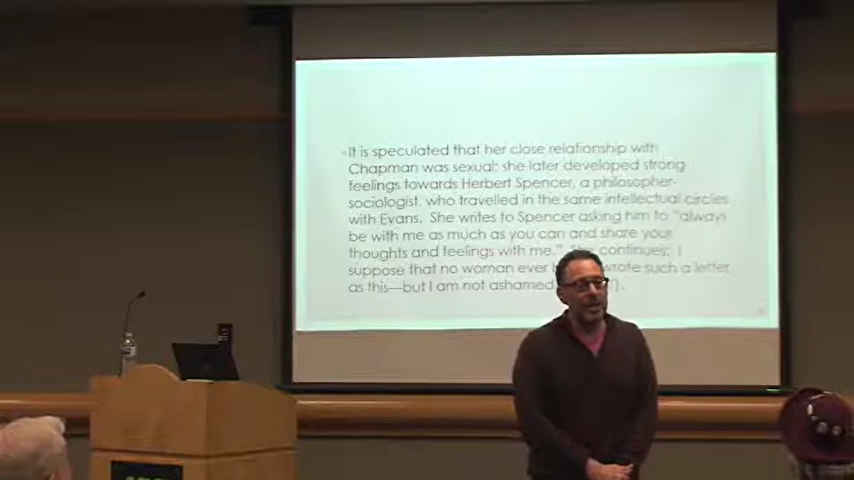 It is speculated that her close relationship with
Chapman was sexual; she later developed strong
feelings towards Herbert Spencer, a philosopher-
sociologist, who travelled in the same intellectual circles
with Evans. She writes to Spencer asking him to "always
be with me as much as you can and share your
thoughts and feelings with me." She continues: I
suppose that no woman ever wrote such a letter
as this—but I am not ashamed